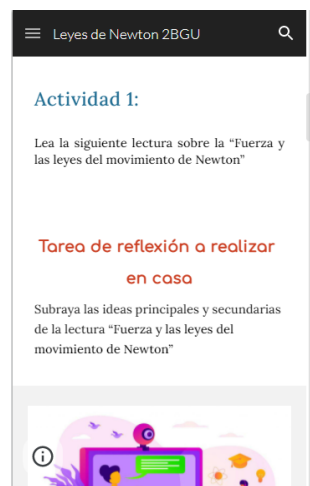 Leyes de Newton 2BGU
Actividad 1:
Lea la siguiente lectura sobre la “Fuerza y
las leyes del movimiento de Newton”
Tarea de reflexión a realizar
en casa
Subraya las ideas principales y secundarias
de la lectura “Fuerza y las leyes del
movimiento de Newton”